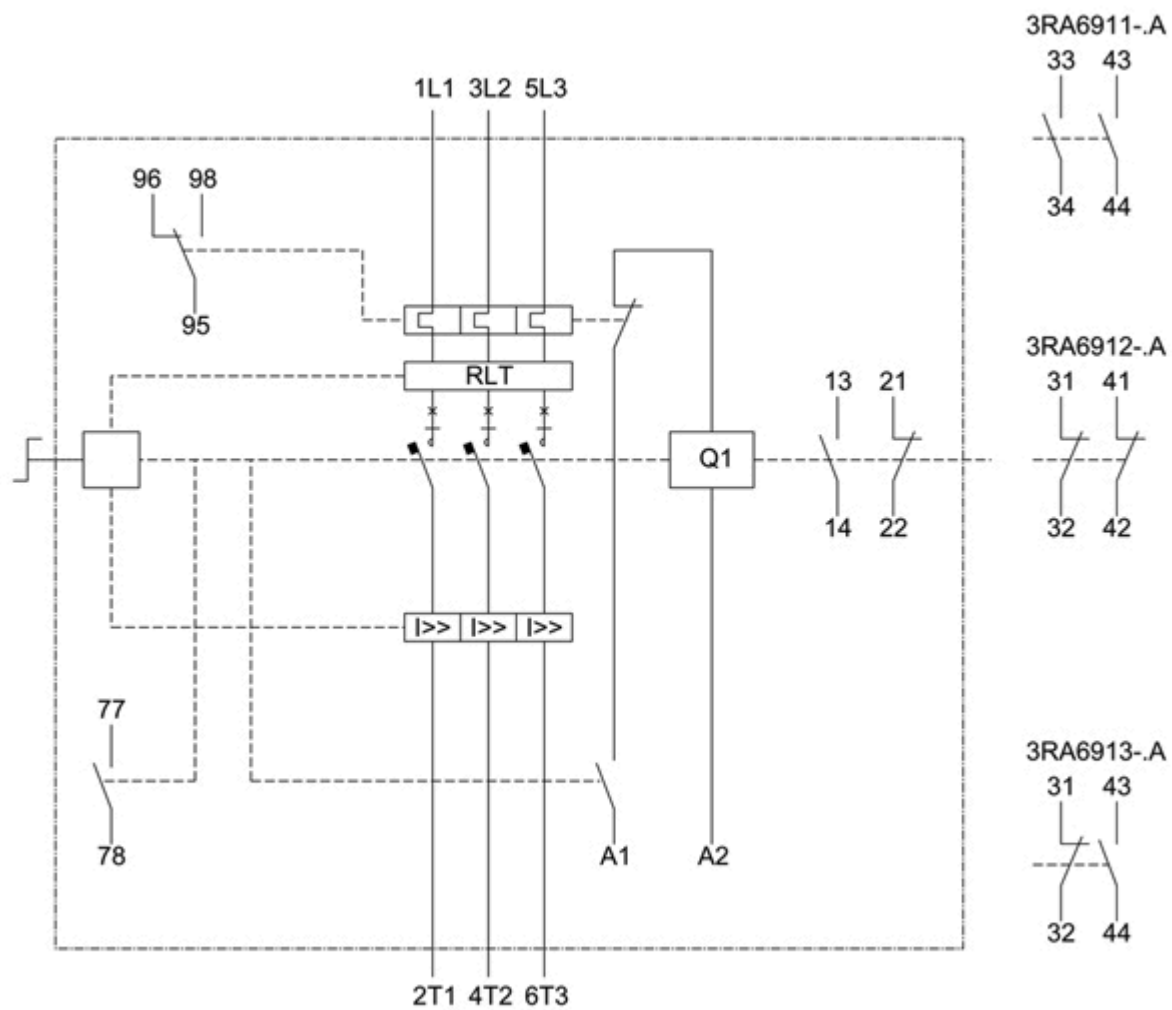 3RA6911-.A
33 43
1L1 3L2 5L3
96 98
34 44
95
3RA6912-.A
RLT
13 21
31 41
Q1
14 22
32 42
I>> I>> I>>
77
3RA6913-.A
31 43
78
A1 A2
32 44
2T1 4T2 6T3